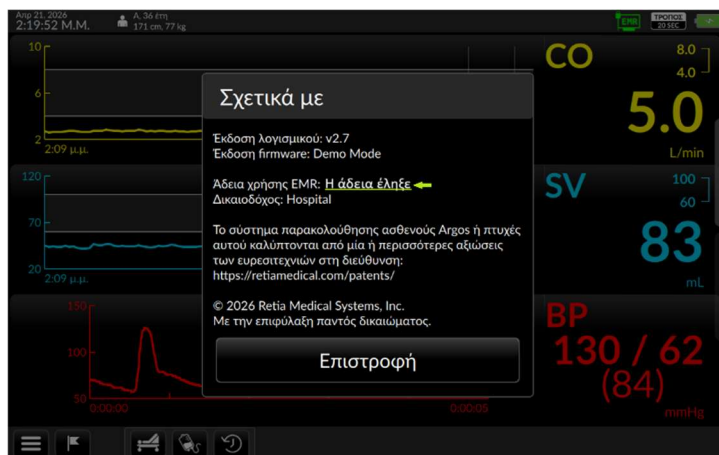 Απρ 21, 2026
2:19:52 Μ.Μ.
Α, 36 έτη
171 cm, 77 kg
EMR
ΤΡΟΠΟΣ
20 SEC
10
6
2
2:09 μ.μ.
CO
8.0
4.0
5.0
L/min
120
70
20
2:09 μ.μ.
SV
100
60
83
mL
150
100
50
0:00:00
0:00:05
BP
130 / 62
(84)
mmHg
Σχετικά με
Έκδοση λογισμικού: v2.7
Έκδοση firmware: Demo Mode
Άδεια χρήσης EMR: Η άδεια έληξε
Δικαιοδόχος: Hospital
Το σύστημα παρακολούθησης ασθενούς Argos ή πτυχές
αυτού καλύπτονται από μία ή περισσότερες αξιώσεις
των ευρεσιτεχνιών στη διεύθυνση:
https://retiamedical.com/patents/
© 2026 Retia Medical Systems, Inc.
Με την επιφύλαξη παντός δικαιώματος.
Επιστροφή